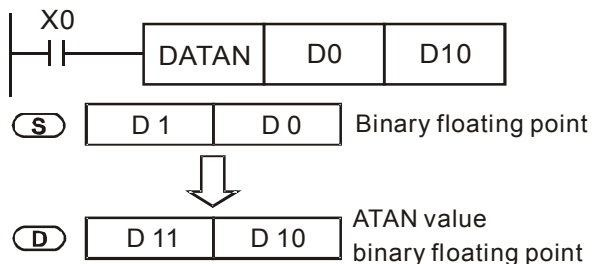 X0
DATAN D0 D10
S D 1 D 0 Binary floating point
D D 11 D 10 ATAN value
binary floating point